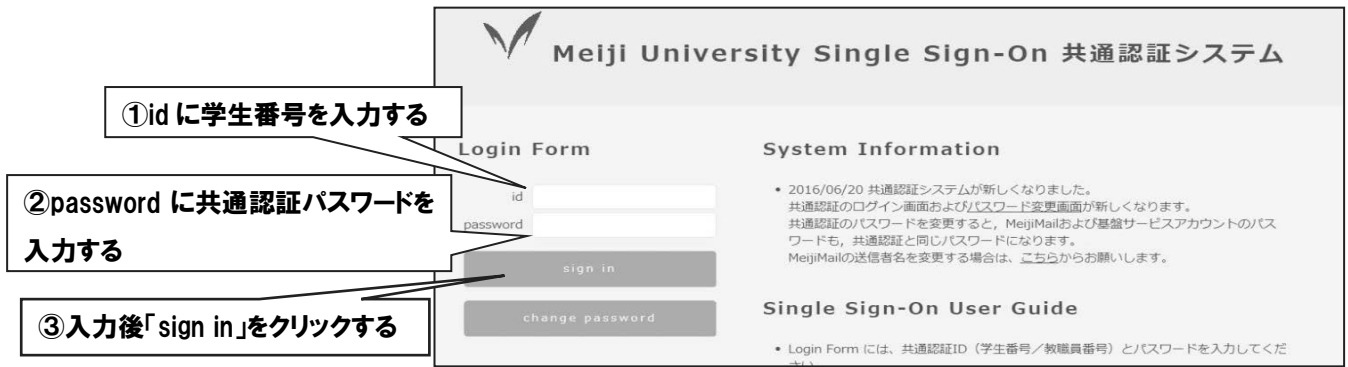 Meiji University Single Sign-On 共通認証システム
①id に学生番号を入力する
②password に共通認証パスワードを
入力する
③入力後「sign in」をクリックする
Login Form
id
password
sign in
change password
System Information
• 2016/06/20 共通認証システムが新しくなりました。
共通認証のログイン画面およびパスワード変更画面が新しくなります。
共通認証のパスワードを変更すると，MeijiMailおよび基盤サービスアカウントのパス
ワードも，共通認証と同じパスワードになります。
MeijiMailの送信者名を変更する場合は、こちらからお願いします。
Single Sign-On User Guide
• Login Form には、共通認証ID（学生番号／教職員番号）とパスワードを入力してくだ